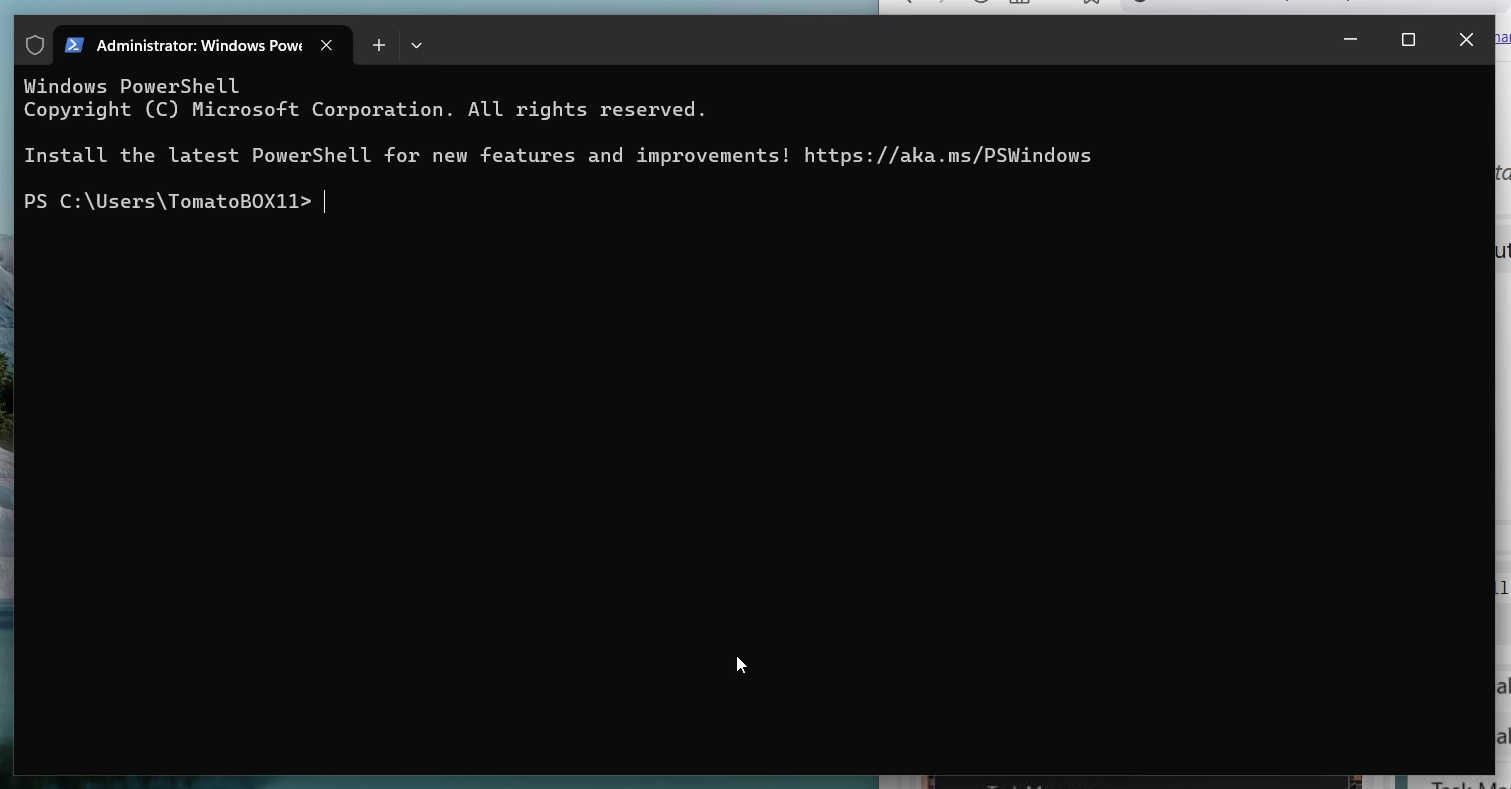 Administrator: Windows Powe
Windows PowerShell
Copyright (C) Microsoft Corporation. All rights reserved.
Install the latest PowerShell for new features and improvements! https://aka.ms/PSWindows
PS C:\Users\TomatoBOX11>